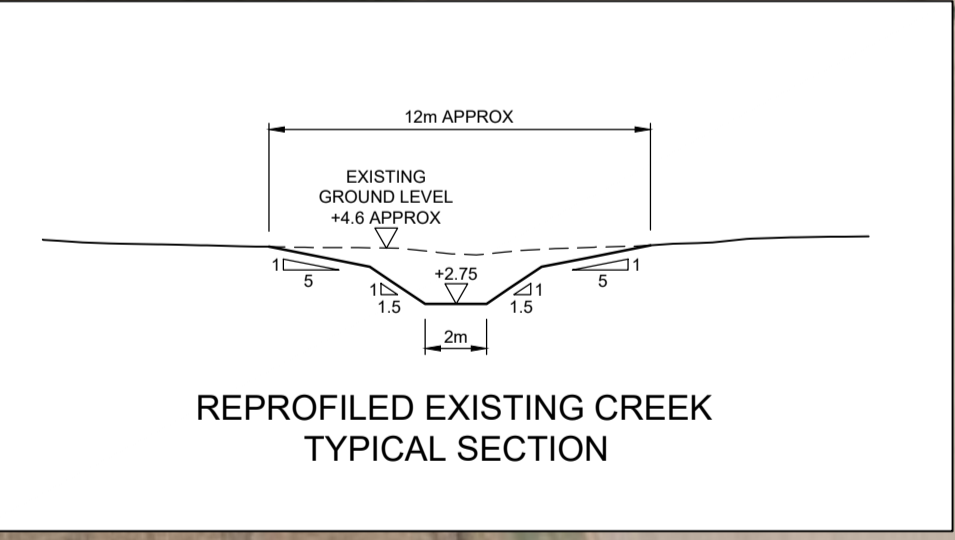 12m APPROX
EXISTING
GROUND LEVEL
+4.6 APPROX
1
5
1
1.5
+2.75
1
1.5
1
5
2m
REPROFILED EXISTING CREEK
TYPICAL SECTION